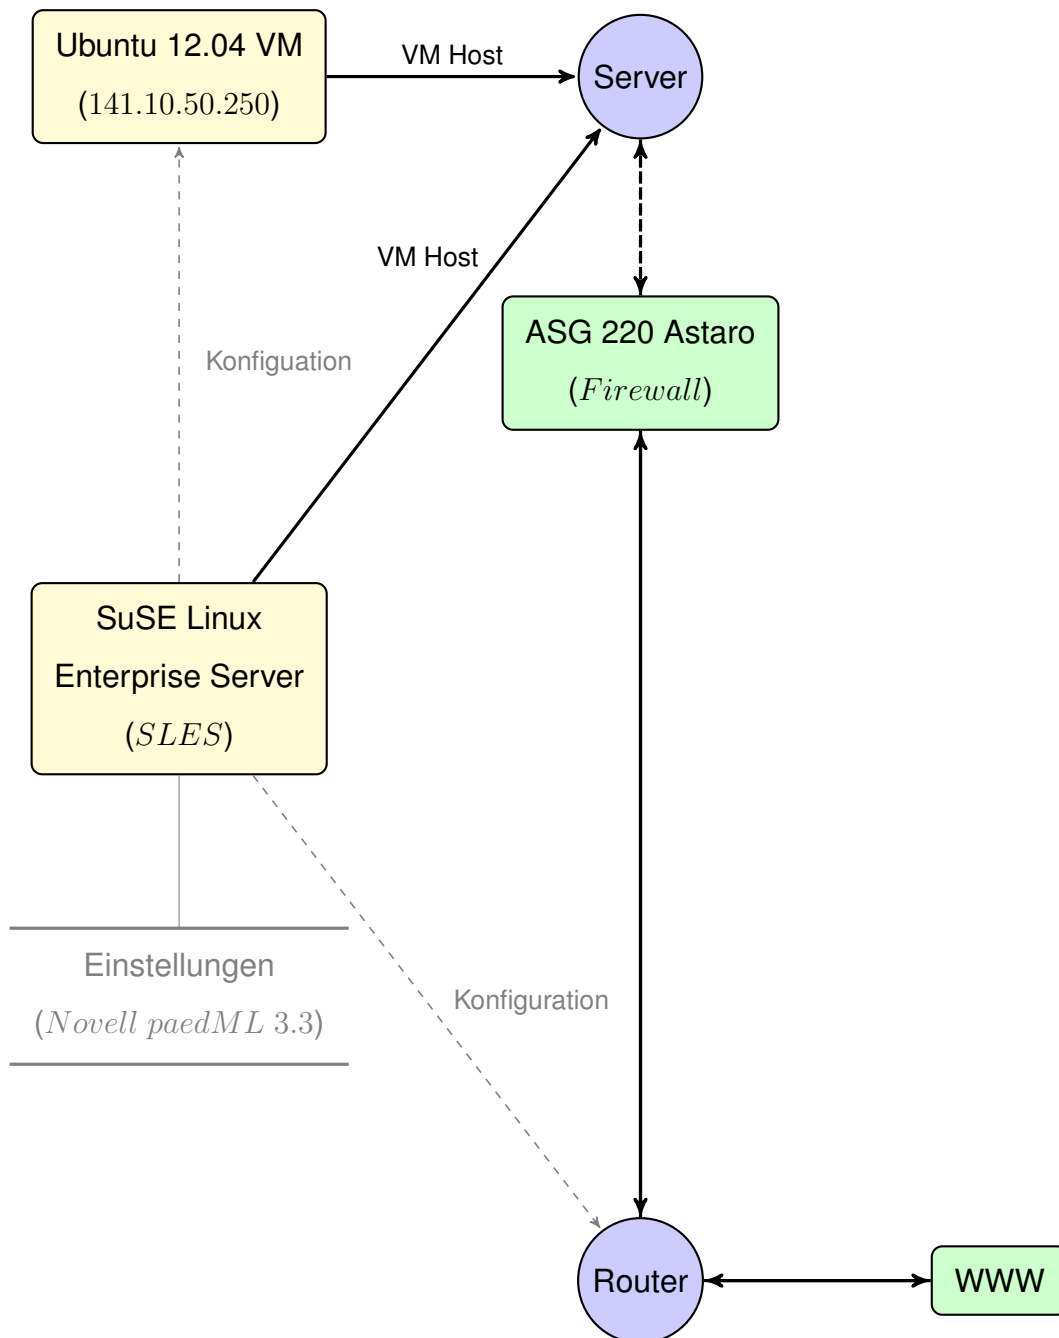 Ubuntu 12.04 VM
(141.10.50.250)
VM Host
Server
VM Host
ASG 220 Astaro
(Firewall)
Konfiguation
SuSE Linux
Enterprise Server
(SLES)
Einstellungen
(Novell paedML 3.3)
Konfiguration
Router
WWW